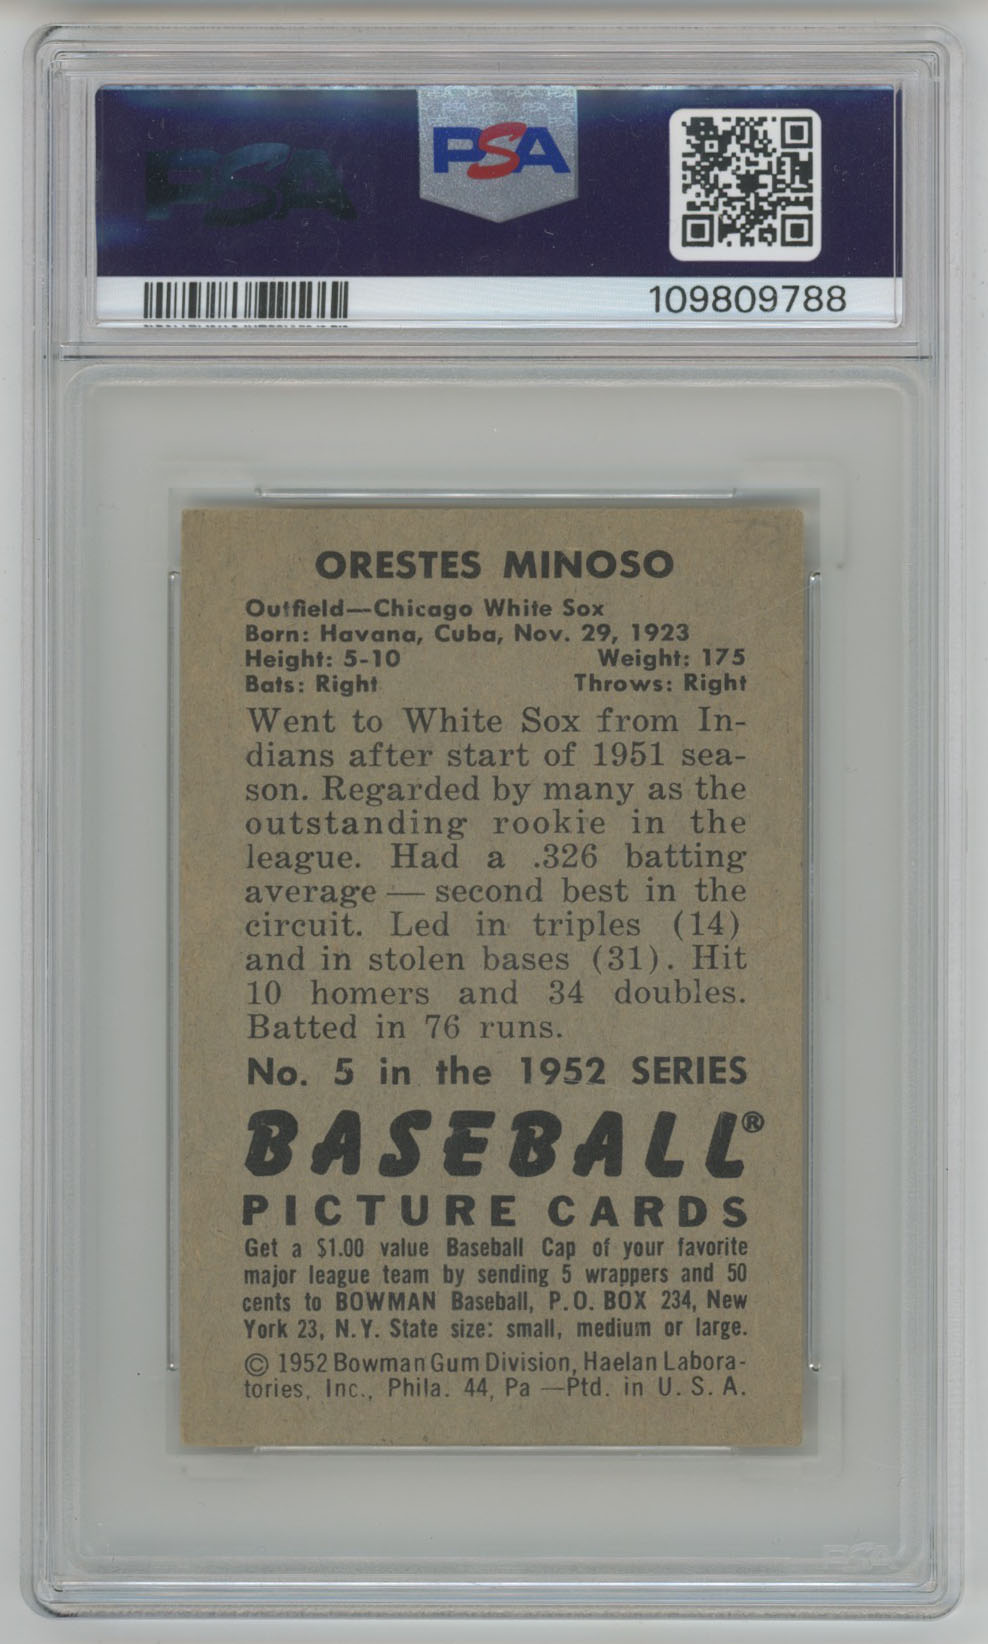 PSA
PSA
109809788
ORESTES MINOSO
Outfield—Chicago White Sox
Born: Havana, Cuba, Nov. 29, 1923
Height: 5-10 Weight: 175
Bats: Right Throws: Right
Went to White Sox from In-
dians after start of 1951 sea-
son. Regarded by many as the
outstanding rookie in the
league. Had a .326 batting
average — second best in the
circuit. Led in triples (14)
and in stolen bases (31). Hit
10 homers and 34 doubles.
Batted in 76 runs.
No. 5 in the 1952 SERIES
BASEBALL®
PICTURE CARDS
Get a $1.00 value Baseball Cap of your favorite
major league team by sending 5 wrappers and 50
cents to BOWMAN Baseball, P.O. BOX 234, New
York 23, N.Y. State size: small, medium or large.
© 1952 Bowman Gum Division, Haelan Labora-
tories, Inc., Phila. 44, Pa —Ptd. in U. S. A.
PSA